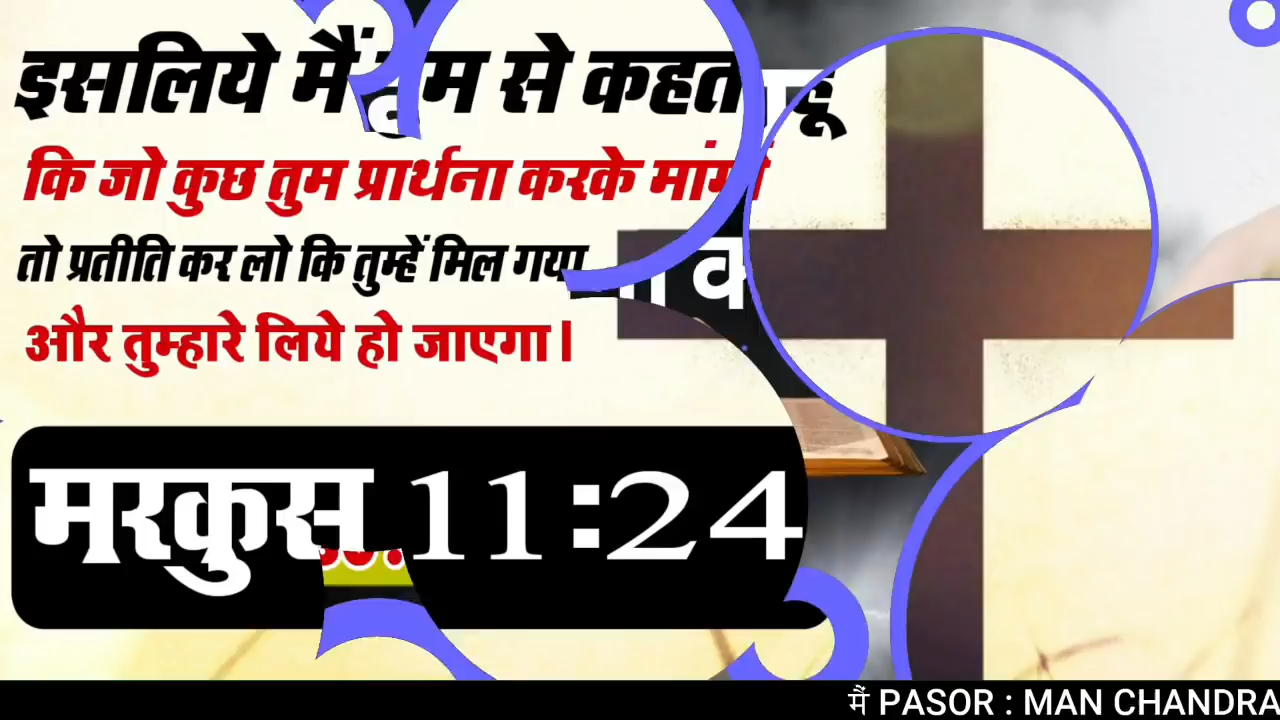 इसलिये मैं तुम से कहता हूँ
कि जो कुछ तुम प्रार्थना करके मांगो
तो प्रतीति कर लो कि तुम्हें मिल गया
और तुम्हारे लिये हो जाएगा।
मरकुस 11:24
मैं PASOR : MAN CHANDRA